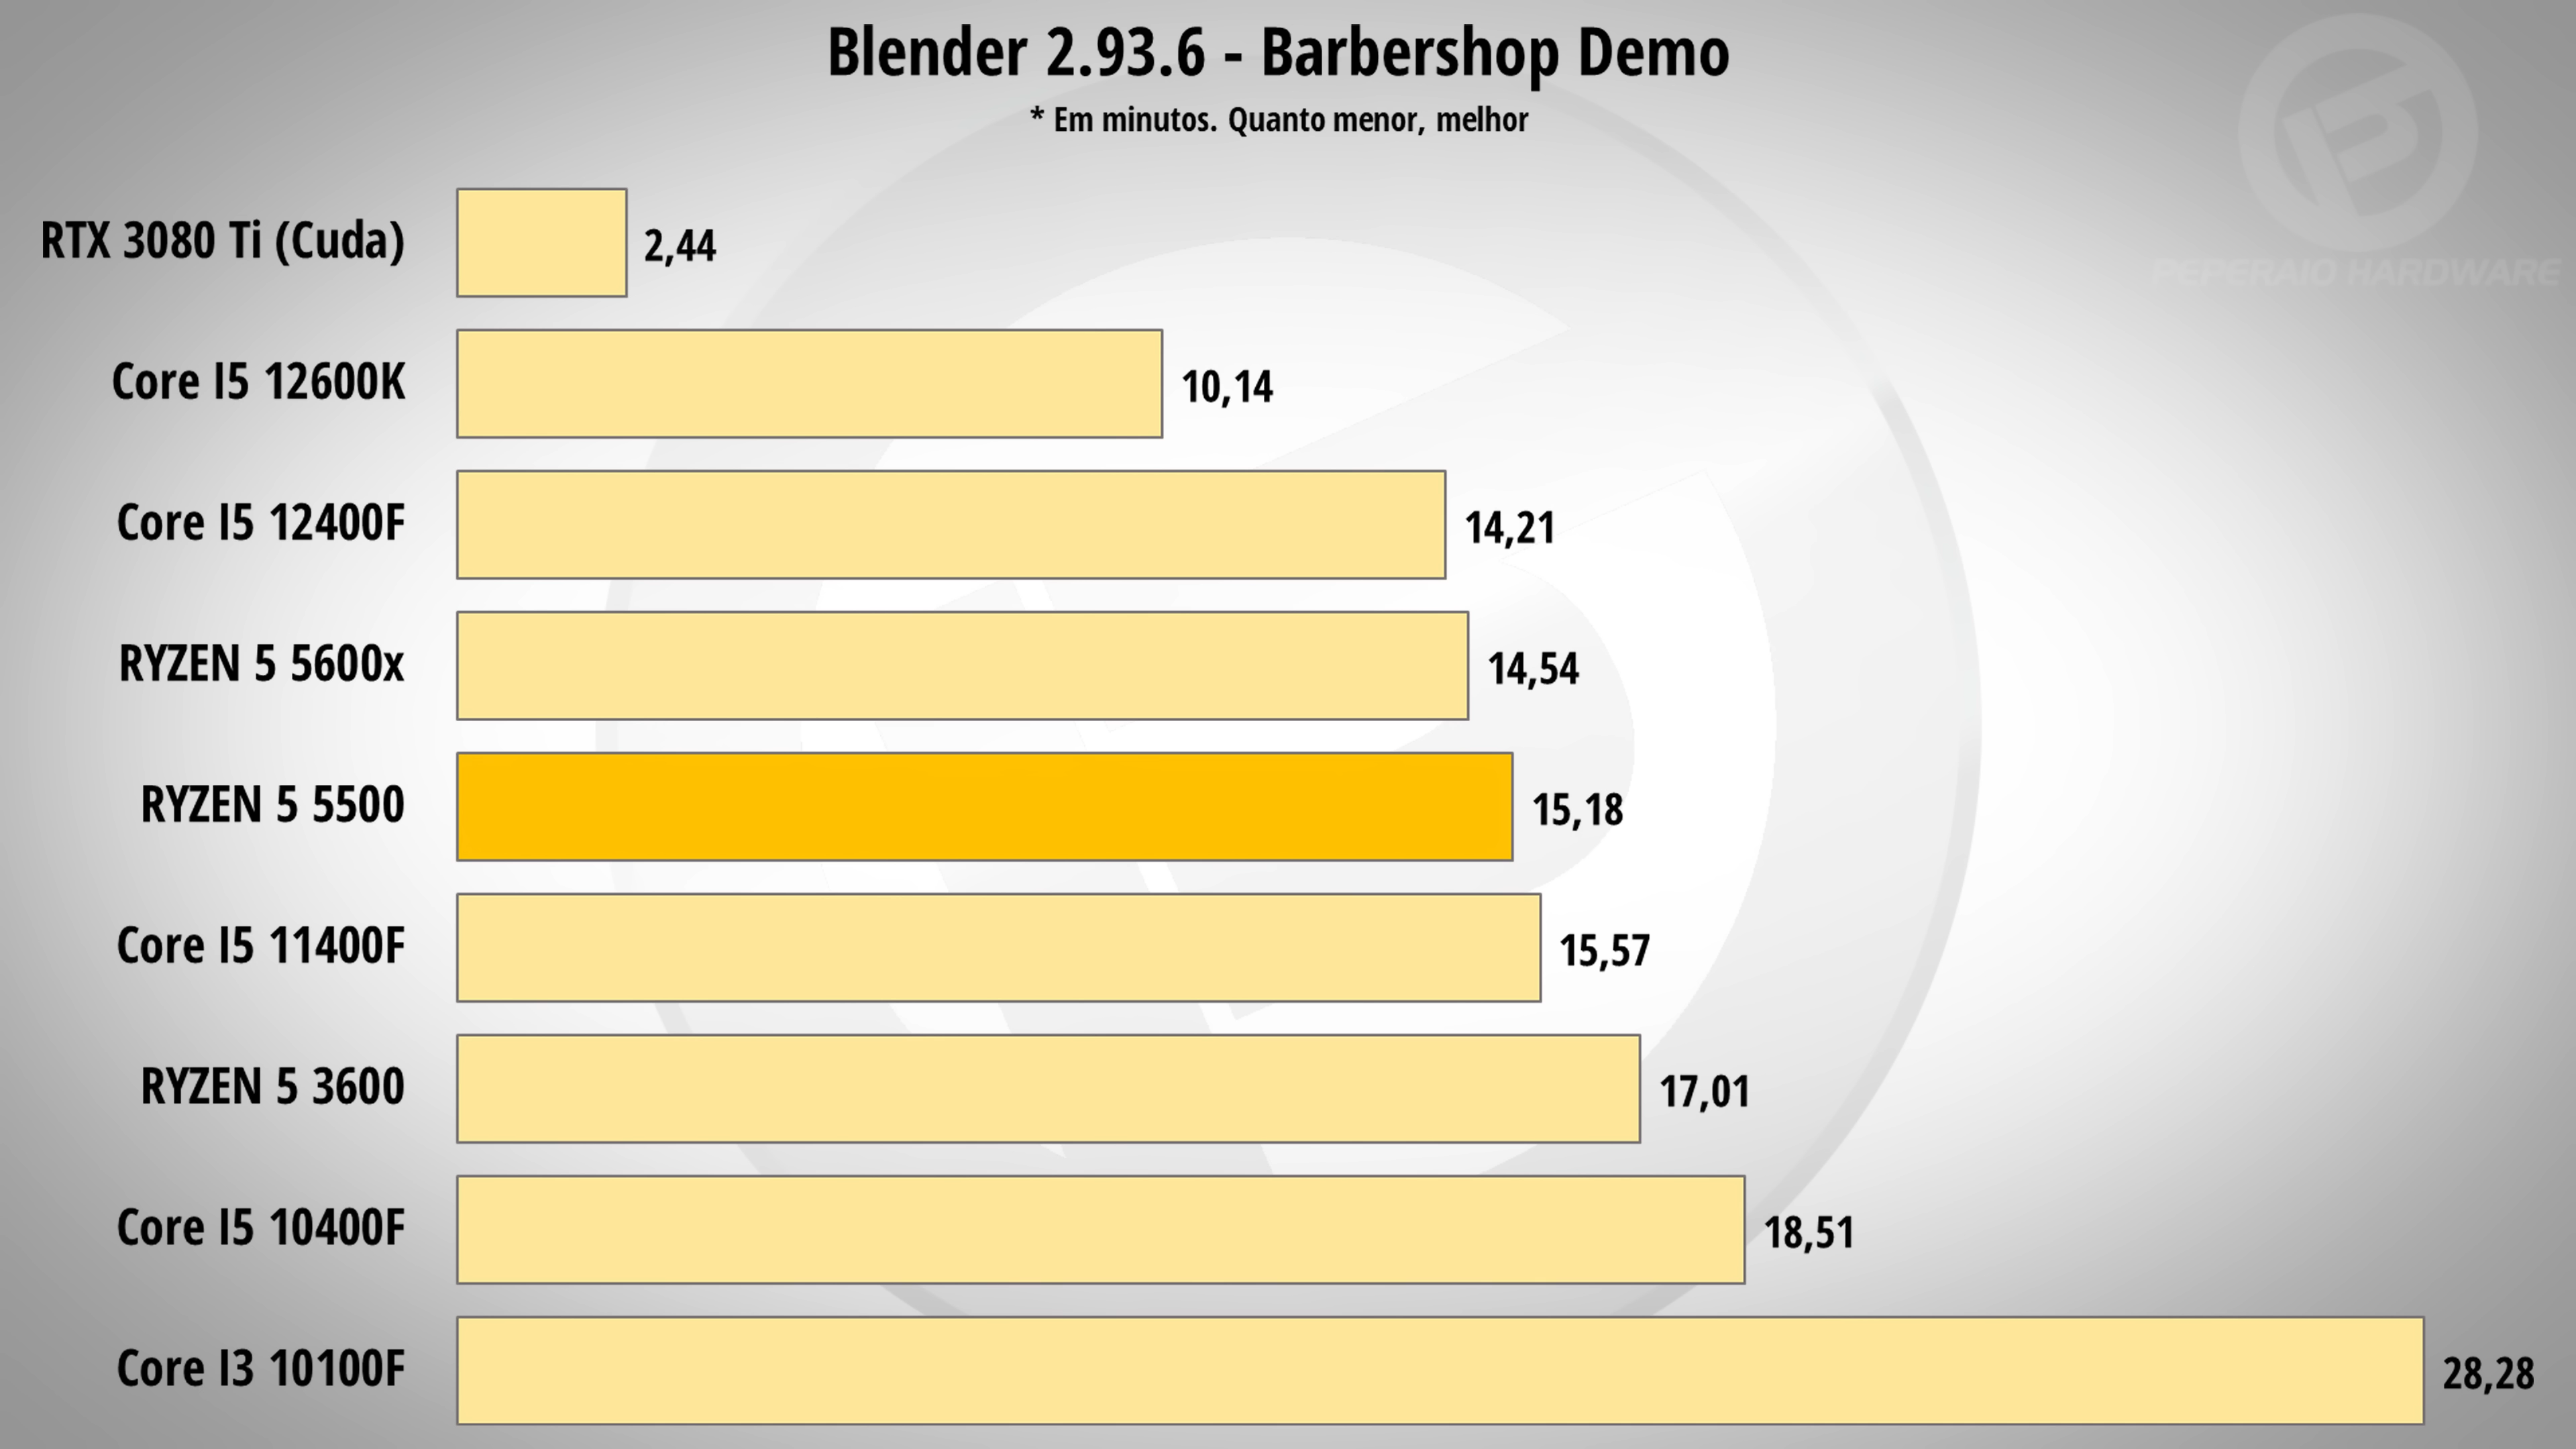 Blender 2.93.6 - Barbershop Demo
* Em minutos. Quanto menor, melhor
PEPERAIO HARDWARE
RTX 3080 Ti (Cuda) 2,44
Core I5 12600K 10,14
Core I5 12400F 14,21
RYZEN 5 5600x 14,54
RYZEN 5 5500 15,18
Core I5 11400F 15,57
RYZEN 5 3600 17,01
Core I5 10400F 18,51
Core I3 10100F 28,28